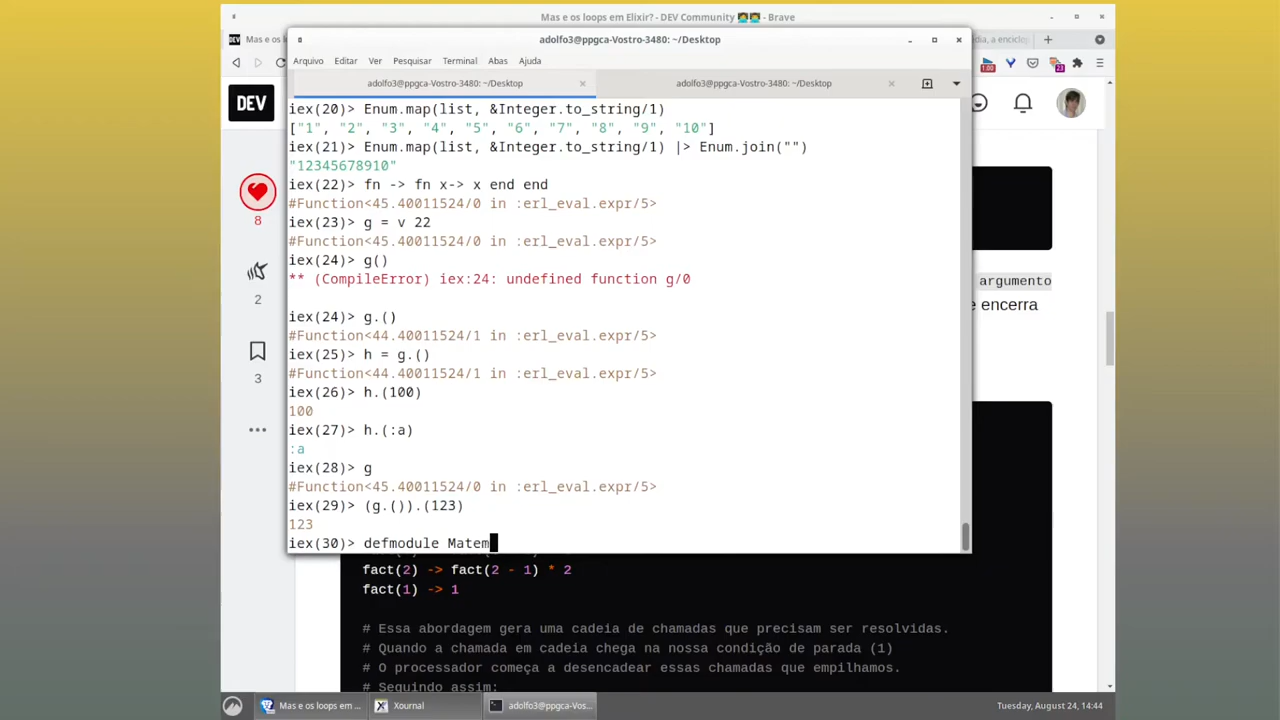 Mas e os loops em Elixir? - DEV Community - Brave
Mas e os l
adolfo3@ppgca-Vostro-3480: ~/Desktop
dia, a enciclop
Arquivo Editar Ver Pesquisar Terminal Abas Ajuda
1.00
23
adolfo3@ppgca-Vostro-3480: ~/Desktop
adolfo3@ppgca-Vostro-3480: ~/Desktop
DEV
iex(20)> Enum.map(list, &Integer.to_string/1)
["1", "2", "3", "4", "5", "6", "7", "8", "9", "10"]
iex(21)> Enum.map(list, &Integer.to_string/1) |> Enum.join("")
"12345678910"
iex(22)> fn -> fn x-> x end end
#Function<45.40011524/0 in :erl_eval.expr/5>
iex(23)> g = v 22
#Function<45.40011524/0 in :erl_eval.expr/5>
iex(24)> g()
** (CompileError) iex:24: undefined function g/0
iex(24)> g.()
#Function<44.40011524/1 in :erl_eval.expr/5>
iex(25)> h = g.()
#Function<44.40011524/1 in :erl_eval.expr/5>
iex(26)> h.(100)
100
iex(27)> h.(:a)
:a
iex(28)> g
#Function<45.40011524/0 in :erl_eval.expr/5>
iex(29)> (g.()).(123)
123
iex(30)> defmodule Matem
8
2
3
argumento
e encerra
fact(2) -> fact(2 - 1) * 2
fact(1) -> 1
# Essa abordagem gera uma cadeia de chamadas que precisam ser resolvidas.
# Quando a chamada em cadeia chega na nossa condição de parada (1)
# O processador começa a desencadear essas chamadas que empilhamos.
# Seguindo assim:
Mas e os loops em ...
Xournal
adolfo3@ppgca-Vos...
Tuesday, August 24, 14:44